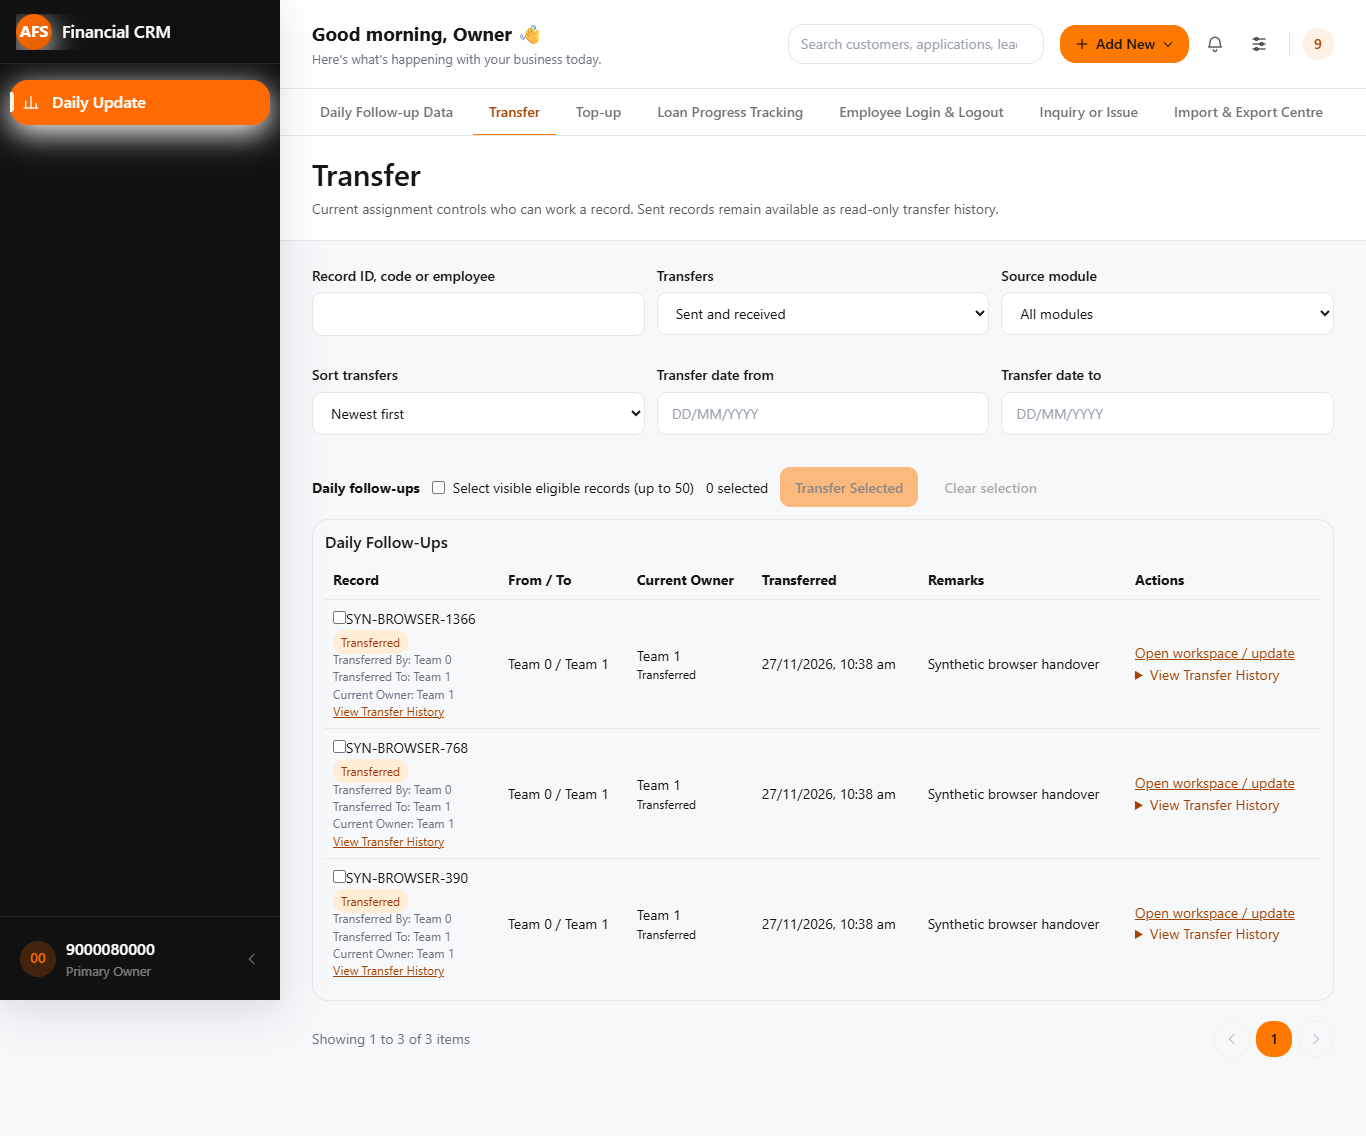 AFS Financial CRM
Daily Update
Good morning, Owner 👋
Here's what's happening with your business today.
Search customers, applications, lea
+ Add New
9
Daily Follow-up Data
Transfer
Top-up
Loan Progress Tracking
Employee Login & Logout
Inquiry or Issue
Import & Export Centre
Transfer
Current assignment controls who can work a record. Sent records remain available as read-only transfer history.
Record ID, code or employee
Transfers
Sent and received
Source module
All modules
Sort transfers
Newest first
Transfer date from
DD/MM/YYYY
Transfer date to
DD/MM/YYYY
Daily follow-ups
Select visible eligible records (up to 50)
0 selected
Transfer Selected
Clear selection
Daily Follow-Ups
Record From / To Current Owner Transferred Remarks Actions
SYN-BROWSER-1366
Transferred
Transferred By: Team 0
Transferred To: Team 1
Current Owner: Team 1
View Transfer History
Team 0 / Team 1
Team 1
Transferred
27/11/2026, 10:38 am
Synthetic browser handover
Open workspace / update
View Transfer History
SYN-BROWSER-768
Transferred
Transferred By: Team 0
Transferred To: Team 1
Current Owner: Team 1
View Transfer History
Team 0 / Team 1
Team 1
Transferred
27/11/2026, 10:38 am
Synthetic browser handover
Open workspace / update
View Transfer History
SYN-BROWSER-390
Transferred
Transferred By: Team 0
Transferred To: Team 1
Current Owner: Team 1
View Transfer History
Team 0 / Team 1
Team 1
Transferred
27/11/2026, 10:38 am
Synthetic browser handover
Open workspace / update
View Transfer History
00
9000080000
Primary Owner
Showing 1 to 3 of 3 items
1